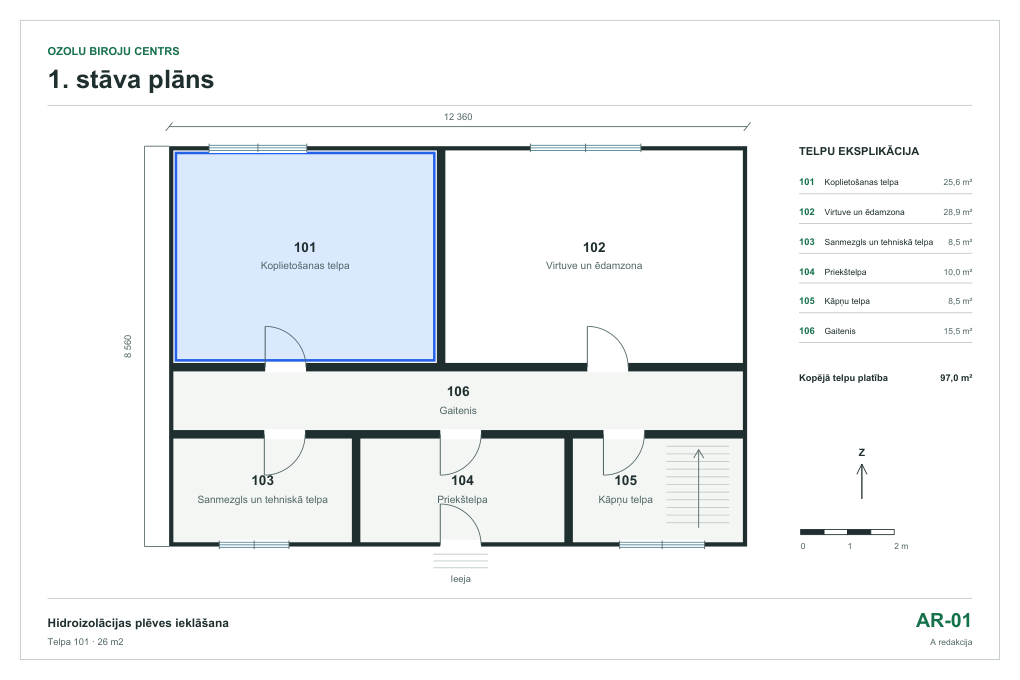 OZOLU BIROJU CENTRS
1. stāva plāns
12 360
8 560
101
Koplietošanas telpa
102
Virtuve un ēdamzona
106
Gaitenis
103
Sanmezgls un tehniskā telpa
104
Priekštelpa
105
Kāpņu telpa
Ieeja
TELPU EKSPLIKĀCIJA
101 Koplietošanas telpa 25,6 m²
102 Virtuve un ēdamzona 28,9 m²
103 Sanmezgls un tehniskā telpa 8,5 m²
104 Priekštelpa 10,0 m²
105 Kāpņu telpa 8,5 m²
106 Gaitenis 15,5 m²
Kopējā telpu platība 97,0 m²
Z
0 1 2 m
Hidroizolācijas plēves ieklāšana
Telpa 101 · 26 m2
AR-01
A redakcija